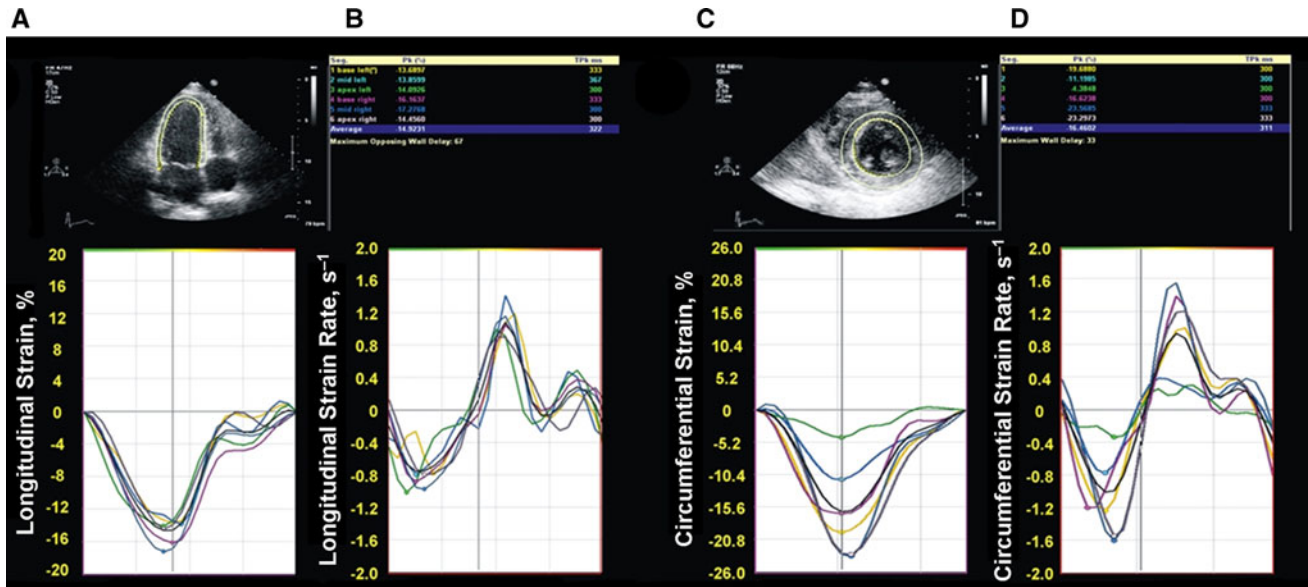 A
B
C
D
Seg. Pk (%) TPk ms
1 base left(*) -13.6897 333
2 mid left -13.8599 367
3 apex left -14.0926 300
4 base right -16.1637 333
5 mid right -17.2768 300
6 apex right -14.4560 300
Average -14.9231 322
Maximum Opposing Wall Delay: 67
Seg. Pk (%) TPk ms
1 -19.6880 300
2 -11.1985 300
3 -4.3848 300
4 -16.6238 300
5 -23.5685 333
6 -23.2973 333
Average -16.4602 311
Maximum Wall Delay: 33
Longitudinal Strain, %
20
16
12
8
4
0
-4
-8
-12
-16
-20
Longitudinal Strain Rate, s⁻¹
2.0
1.6
1.2
0.8
0.4
0
-0.4
-0.8
-1.2
-1.6
-2.0
Circumferential Strain, %
26.0
20.8
15.6
10.4
5.2
0
-5.2
-10.4
-15.6
-20.8
-26.0
Circumferential Strain Rate, s⁻¹
2.0
1.6
1.2
0.8
0.4
0
-0.4
-0.8
-1.2
-1.6
-2.0